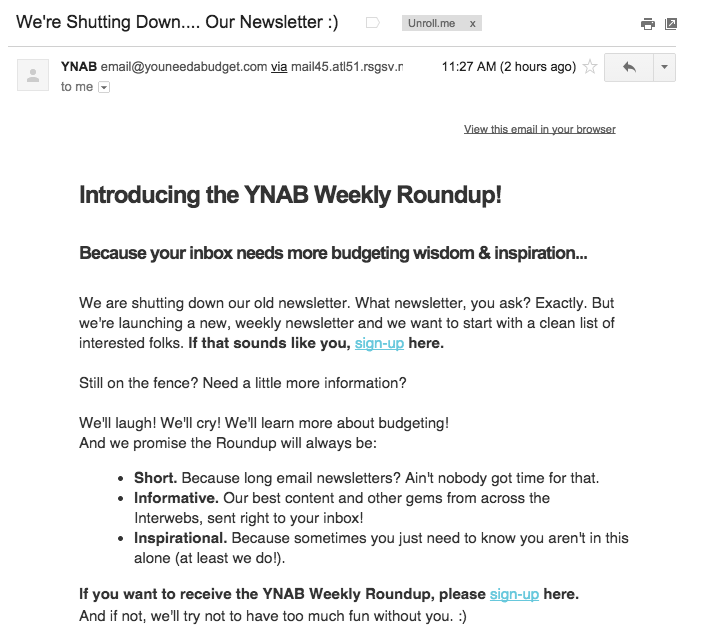 We're Shutting Down.... Our Newsletter :)
Unroll.me x
YNAB email@youneedabudget.com via mail45.atl51.rsgsv.r
11:27 AM (2 hours ago)
to me
View this email in your browser
Introducing the YNAB Weekly Roundup!
Because your inbox needs more budgeting wisdom & inspiration...
We are shutting down our old newsletter. What newsletter, you ask? Exactly. But
we're launching a new, weekly newsletter and we want to start with a clean list of
interested folks. If that sounds like you, sign-up here.
Still on the fence? Need a little more information?
We'll laugh! We'll cry! We'll learn more about budgeting!
And we promise the Roundup will always be:
• Short. Because long email newsletters? Ain't nobody got time for that.
• Informative. Our best content and other gems from across the
Interwebs, sent right to your inbox!
• Inspirational. Because sometimes you just need to know you aren't in this
alone (at least we do!).
If you want to receive the YNAB Weekly Roundup, please sign-up here.
And if not, we'll try not to have too much fun without you. :)